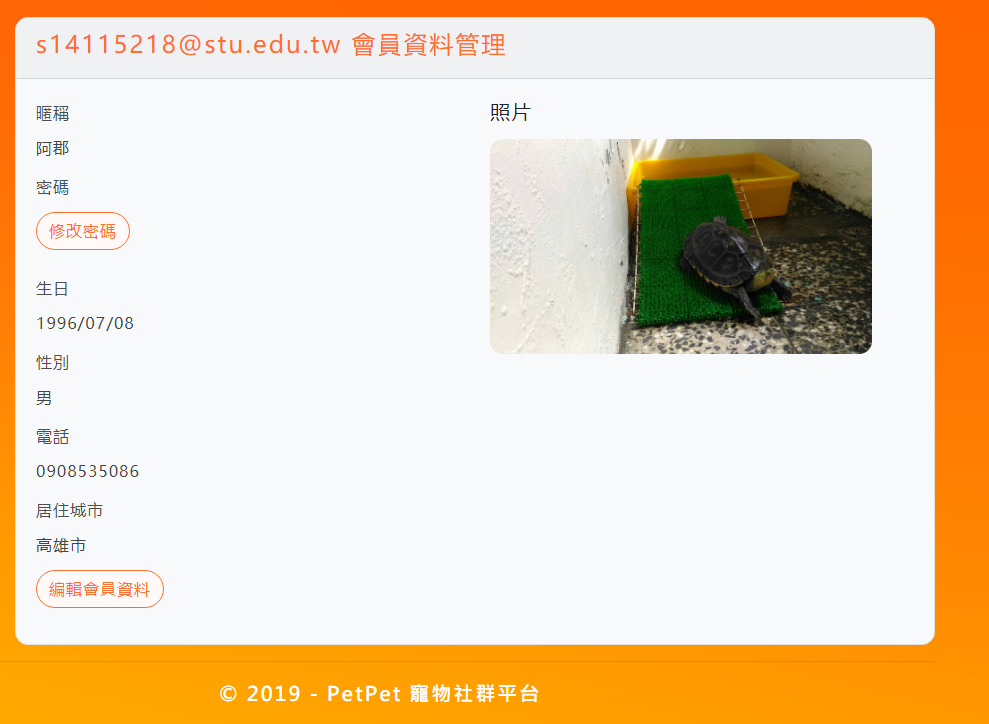 s14115218@stu.edu.tw 會員資料管理
暱稱
阿郡
密碼
修改密碼
生日
1996/07/08
性別
男
電話
0908535086
居住城市
高雄市
編輯會員資料
照片
© 2019 - PetPet 寵物社群平台